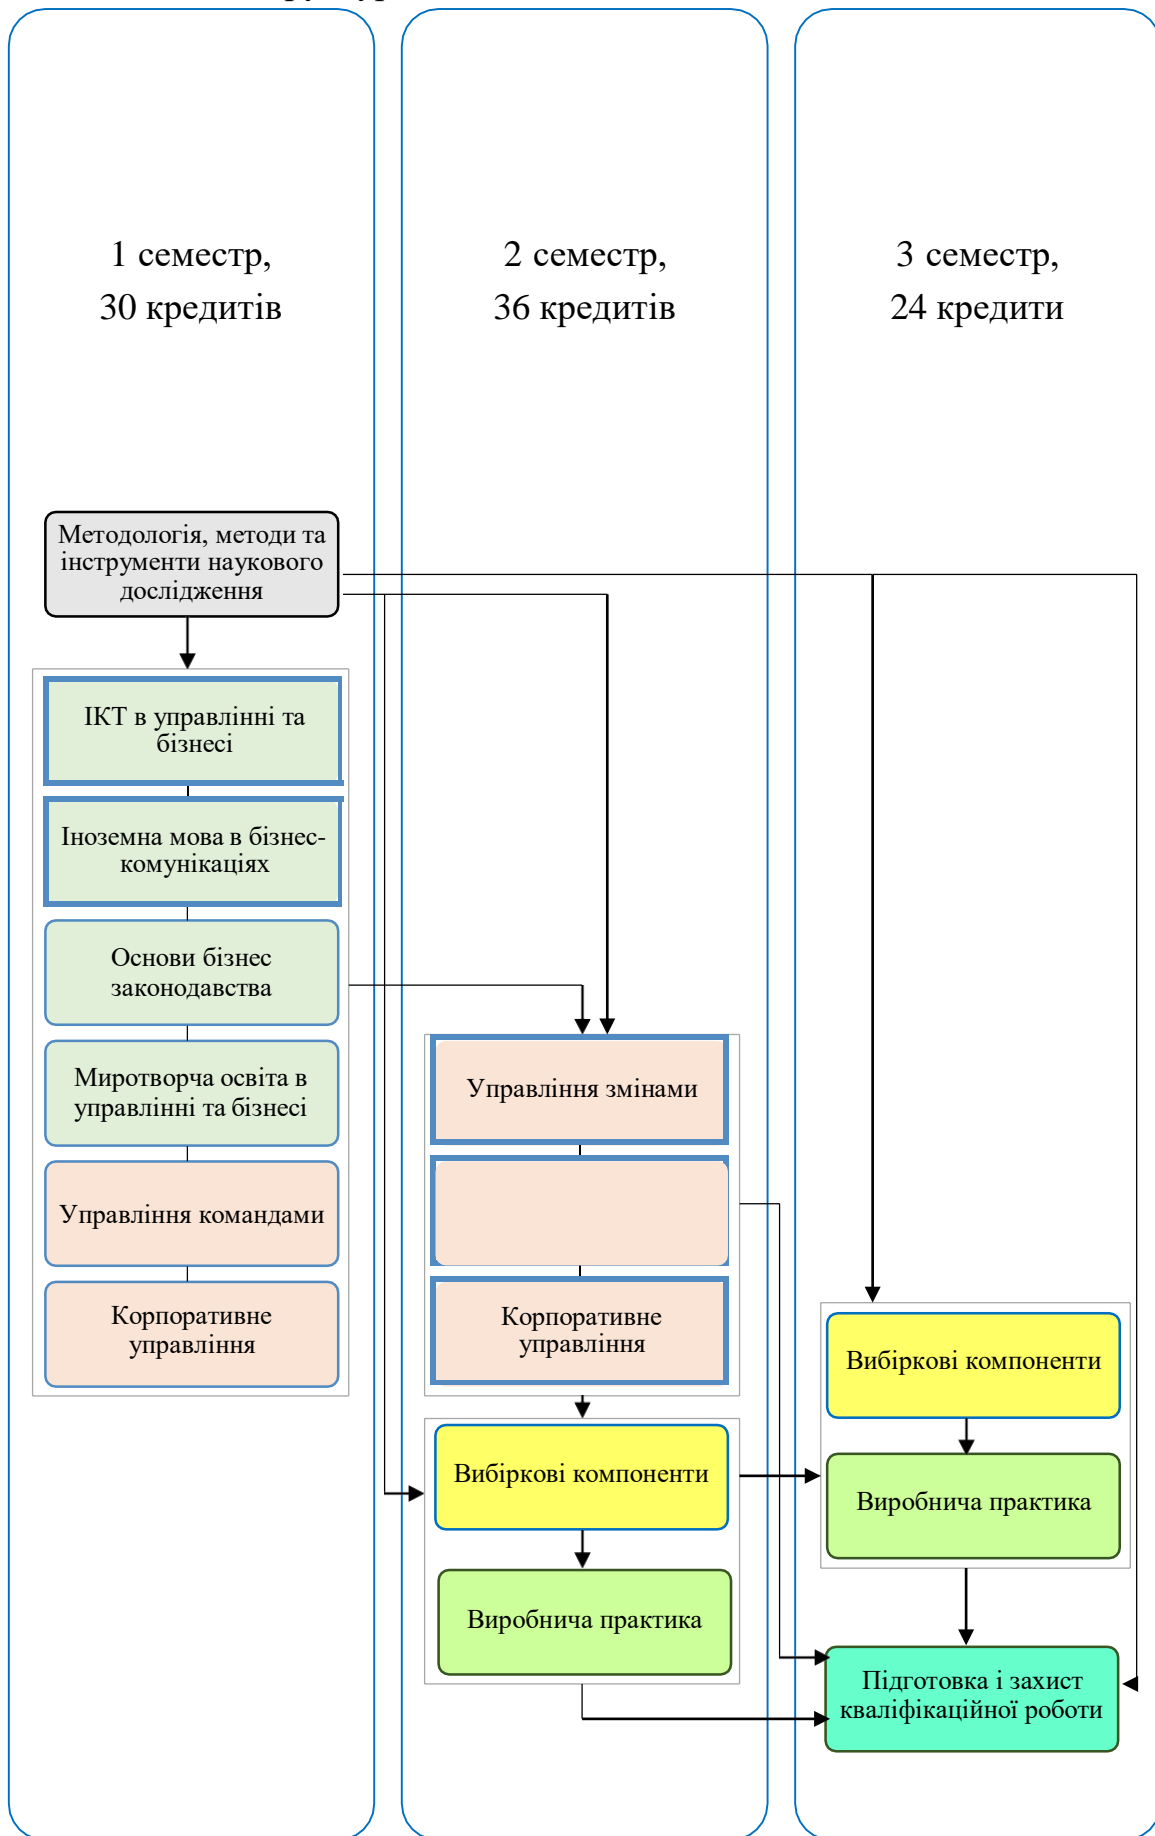 1 семестр,
30 кредитів
2 семестр,
36 кредитів
3 семестр,
24 кредити
Методологія, методи та
інструменти наукового
дослідження
ІКТ в управлінні та
бізнесі
Іноземна мова в бізнес-
комунікаціях
Основи бізнес
законодавства
Миротворча освіта в
управлінні та бізнесі
Управління командами
Корпоративне
управління
Управління змінами
Корпоративне
управління
Вибіркові компоненти
Виробнича практика
Вибіркові компоненти
Виробнича практика
Підготовка і захист
кваліфікаційної роботи